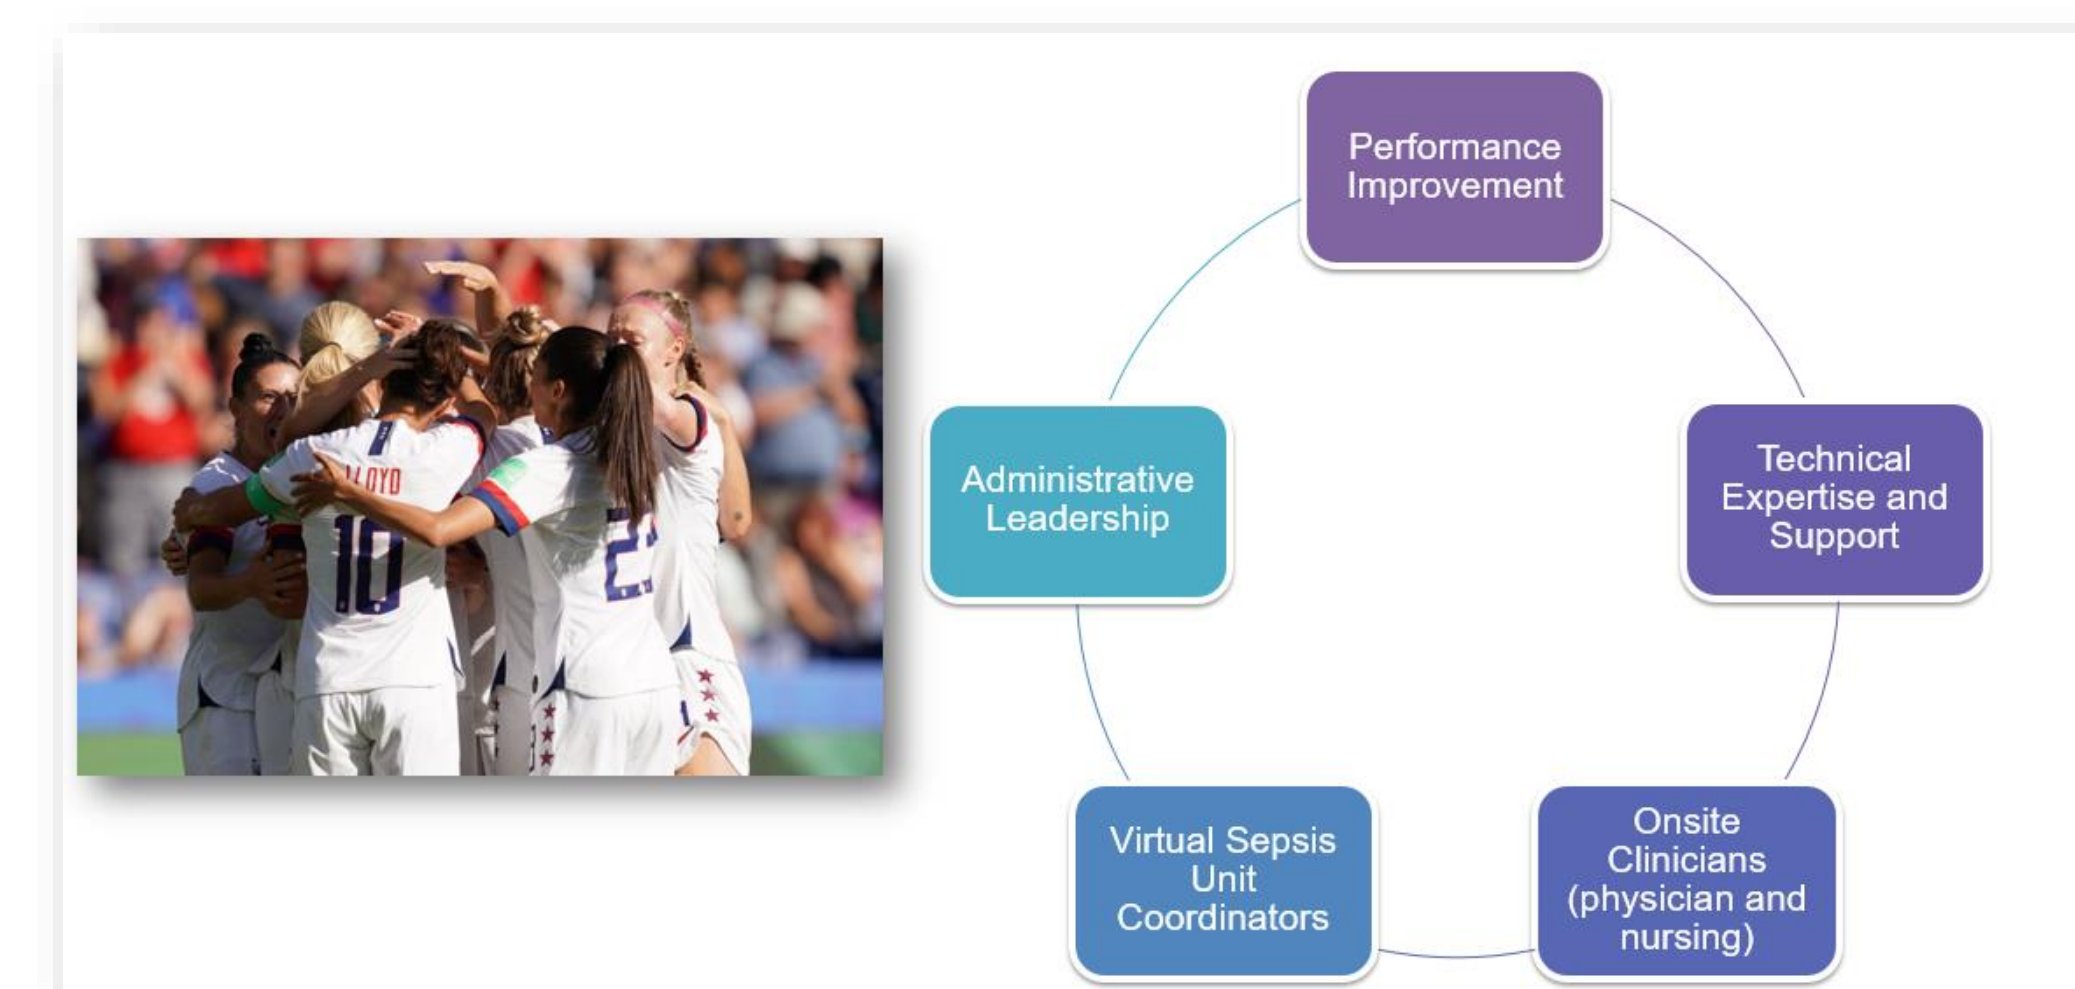 Performance
Improvement
Technical
Expertise and
Support
Onsite
Clinicians
(physician and
nursing)
Virtual Sepsis
Unit
Coordinators
Administrative
Leadership
LLOYD
10